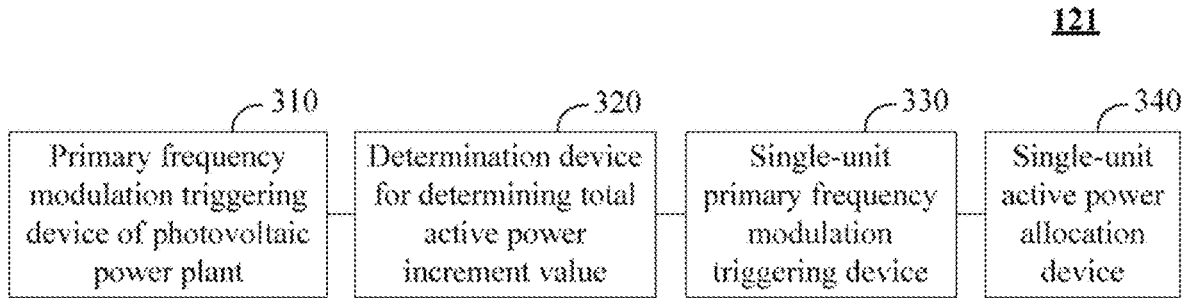 121
310
320
330
340
Primary frequency
modulation triggering
device of photovoltaic
power plant
Determination device
for determining total
active power
increment value
Single-unit
primary frequency
modulation
triggering device
Single-unit
active power
allocation
device